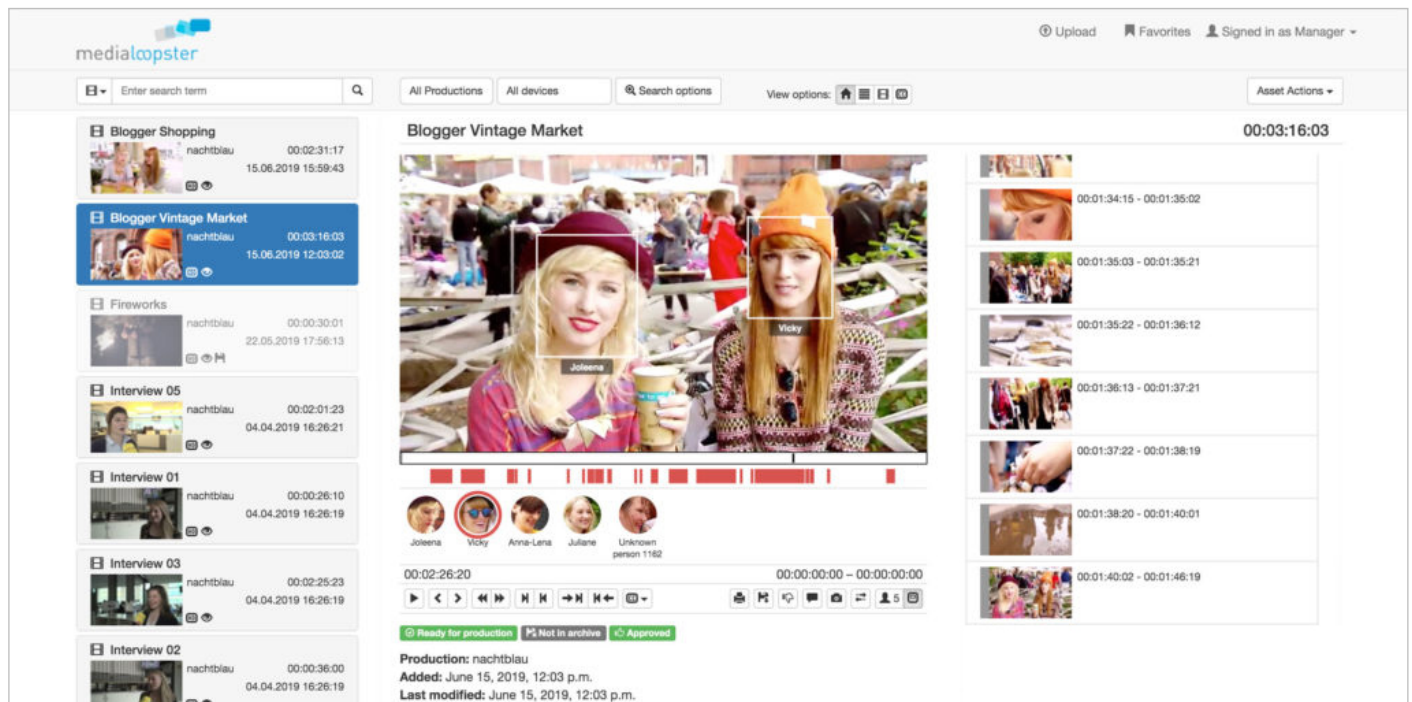 medialoopster
Upload Favorites Signed in as Manager
Enter search term
All Productions All devices Search options View options: Asset Actions
Blogger Shopping
nachtblau 00:02:31:17
15.06.2019 15:59:43
Blogger Vintage Market
nachtblau 00:03:16:03
15.06.2019 12:03:02
Fireworks
nachtblau 00:00:30:01
22.05.2019 17:56:13
Interview 05
nachtblau 00:02:01:23
04.04.2019 16:26:21
Interview 01
nachtblau 00:00:26:10
04.04.2019 16:26:19
Interview 03
nachtblau 00:02:25:23
04.04.2019 16:26:19
Interview 02
nachtblau 00:00:36:00
04.04.2019 16:26:19
Blogger Vintage Market 00:03:16:03
Vicky
Joleena
Joleena Vicky Anna-Lena Juliane Unknown
person 1162
00:02:26:20 00:00:00:00 – 00:00:00:00
5
Ready for production Not in archive Approved
Production: nachtblau
Added: June 15, 2019, 12:03 p.m.
Last modified: June 15, 2019, 12:03 p.m.
00:01:34:15 - 00:01:35:02
00:01:35:03 - 00:01:35:21
00:01:35:22 - 00:01:36:12
00:01:36:13 - 00:01:37:21
00:01:37:22 - 00:01:38:19
00:01:38:20 - 00:01:40:01
00:01:40:02 - 00:01:46:19